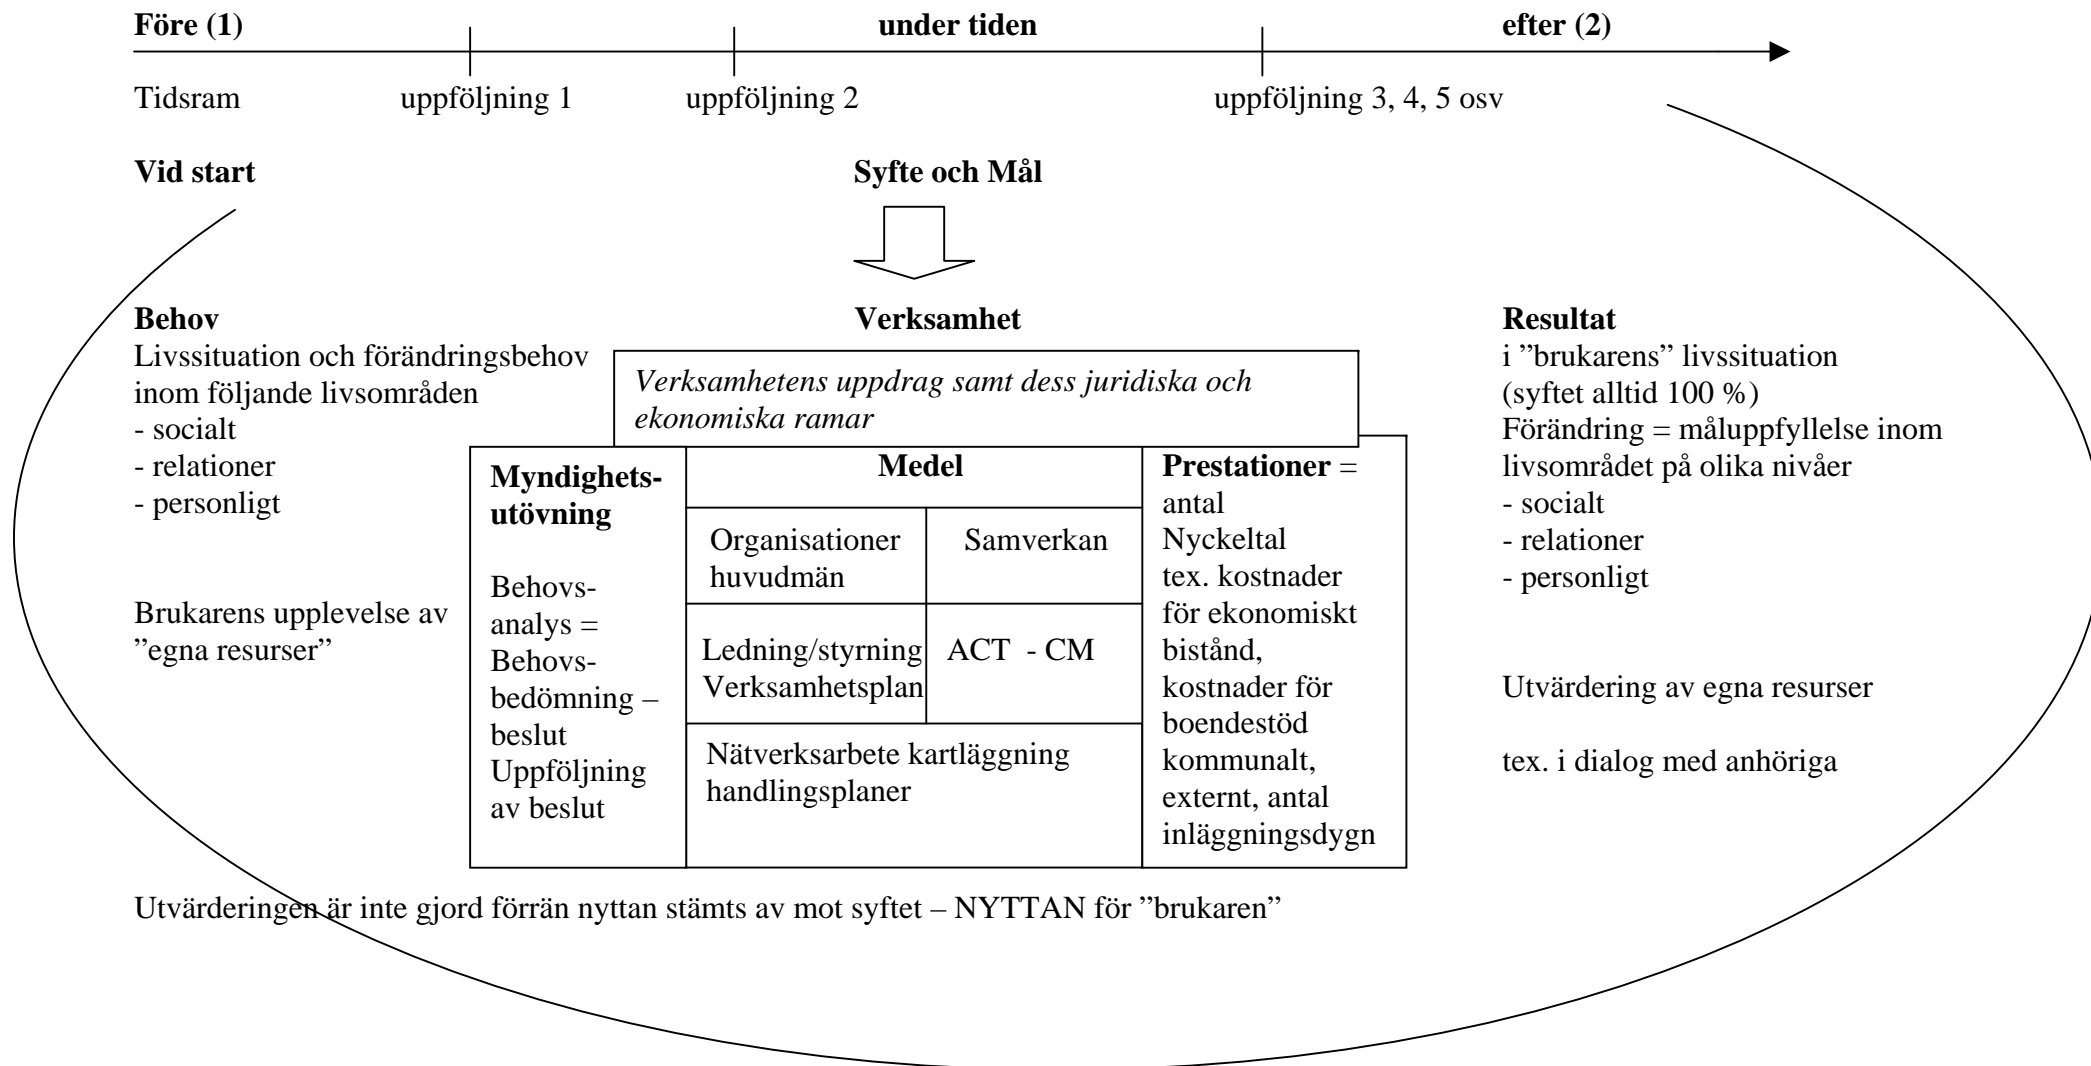 Före (1) under tiden efter (2)
Tidsram uppföljning 1 uppföljning 2 uppföljning 3, 4, 5 osv
Vid start Syfte och Mål
Behov
Livssituation och förändringsbehov
inom följande livsområden
- socialt
- relationer
- personligt
Brukarens upplevelse av
”egna resurser”
Verksamhet
Verksamhetens uppdrag samt dess juridiska och
ekonomiska ramar
Myndighets-
utövning
Behovs-
analys =
Behovs-
bedömning –
beslut
Uppföljning
av beslut
Medel
Organisationer
huvudmän
Samverkan
Ledning/styrning
Verksamhetsplan
ACT - CM
Nätverksarbete kartläggning
handlingsplaner
Prestationer =
antal
Nyckeltal
tex. kostnader
för ekonomiskt
bistånd,
kostnader för
boendestöd
kommunalt,
externt, antal
inläggningsdygn
Resultat
i ”brukarens” livssituation
(syftet alltid 100 %)
Förändring = måluppfyllelse inom
livsområdet på olika nivåer
- socialt
- relationer
- personligt
Utvärdering av egna resurser
tex. i dialog med anhöriga
Utvärderingen är inte gjord förrän nyttan stämts av mot syftet – NYTTAN för ”brukaren”